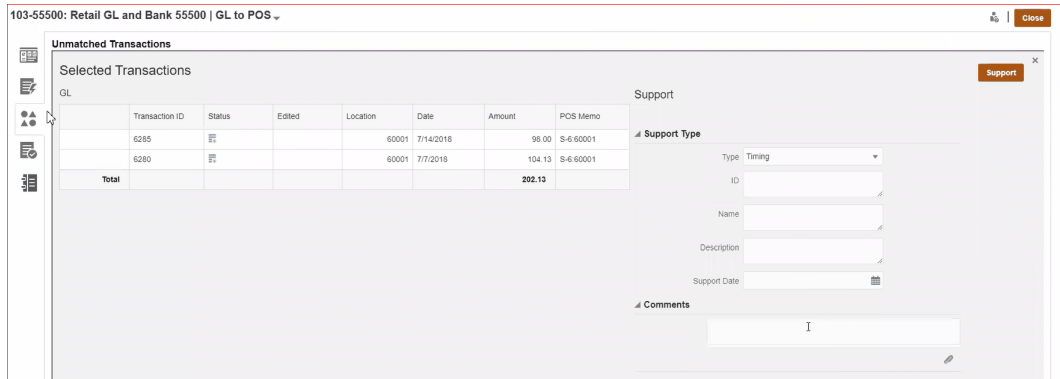 103-55500: Retail GL and Bank 55500 | GL to POS
Close
Unmatched Transactions
Selected Transactions
Support
GL
Support
Transaction ID Status Edited Location Date Amount POS Memo
6285 60001 7/14/2018 98.00 S-6:60001
6280 60001 7/7/2018 104.13 S-6:60001
Total 202.13
Support Type
Type Timing
ID
Name
Description
Support Date
Comments